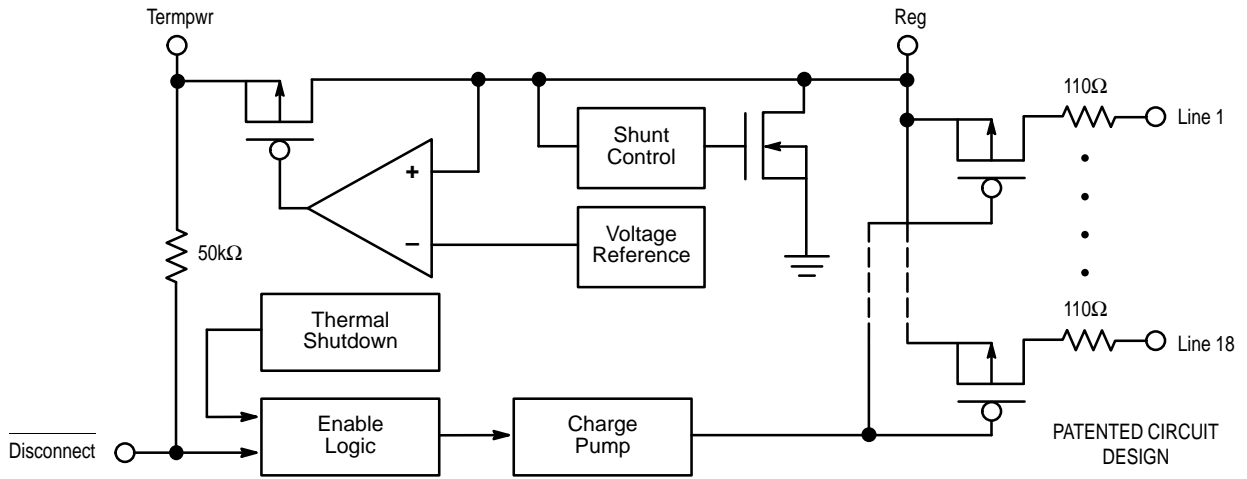 Termpwr
Reg
110Ω
Line 1
Shunt
Control
+
−
Voltage
Reference
50kΩ
Thermal
Shutdown
110Ω
Line 18
Enable
Logic
Charge
Pump
Disconnect
PATENTED CIRCUIT
DESIGN